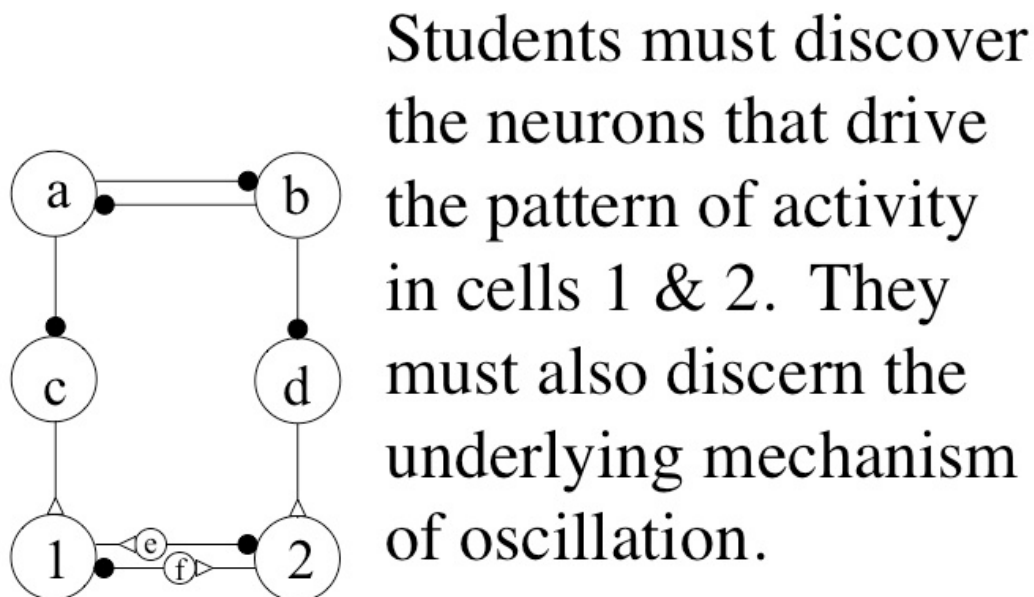 Students must discover
the neurons that drive
a b
the pattern of activity
in cells 1 & 2. They
c d
must also discern the
underlying mechanism
of oscillation.
1 e 2
f